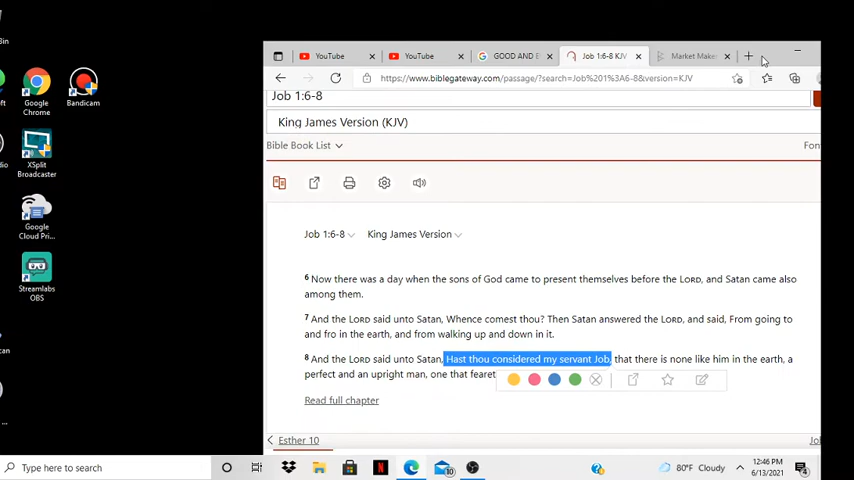 Bin
Google
Chrome
Bandicam
XSplit
Broadcaster
Google
Cloud Pri...
Streamlabs
OBS
YouTube
YouTube
GOOD AND E
Job 1:6-8 KJV
Market Make
https://www.biblegateway.com/passage/?search=Job%201%3A6-8&version=KJV
Job 1:6-8
King James Version (KJV)
Bible Book List
Fon
Job 1:6-8
King James Version
6 Now there was a day when the sons of God came to present themselves before the LORD, and Satan came also
among them.
7 And the LORD said unto Satan, Whence comest thou? Then Satan answered the LORD, and said, From going to
and fro in the earth, and from walking up and down in it.
8 And the LORD said unto Satan, Hast thou considered my servant Job, that there is none like him in the earth, a
perfect and an upright man, one that feareth
Read full chapter
Esther 10
Jo
Type here to search
N
10
80°F Cloudy
12:46 PM
6/13/2021
4